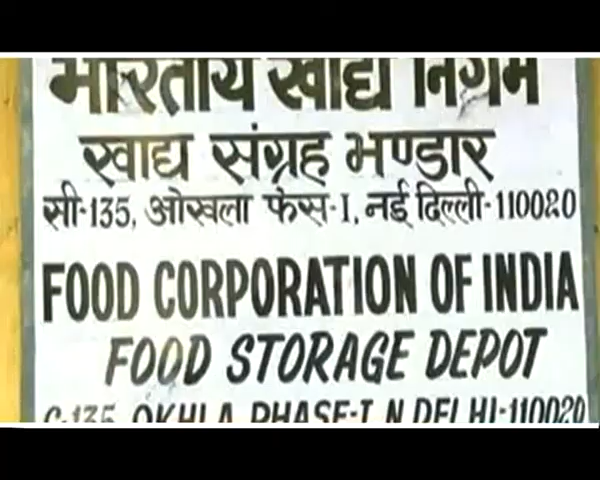 भारतीय खाद्य निगम
खाद्य संग्रह भण्डार
सी-135, ओखला फेस-I, नई दिल्ली-110020
FOOD CORPORATION OF INDIA
FOOD STORAGE DEPOT
C-135, OKHLA PHASE-I N.DELHI-110020